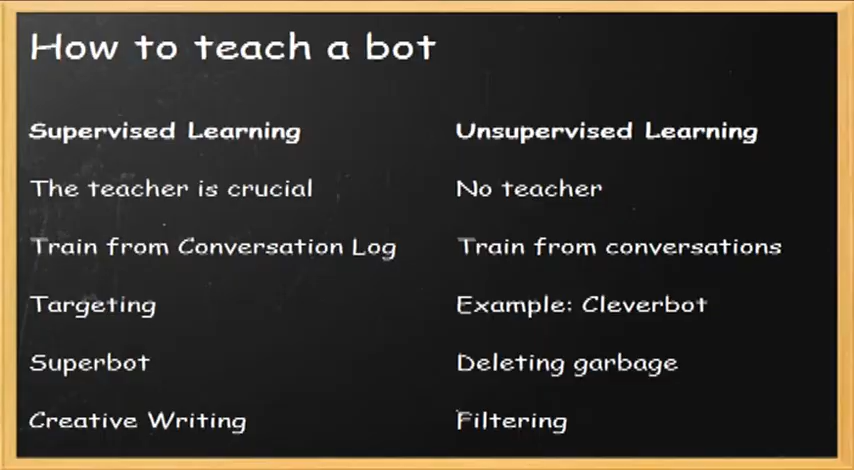 How to teach a bot
Supervised Learning
The teacher is crucial
Train from Conversation Log
Targeting
Superbot
Creative Writing
Unsupervised Learning
No teacher
Train from conversations
Example: Cleverbot
Deleting garbage
Filtering